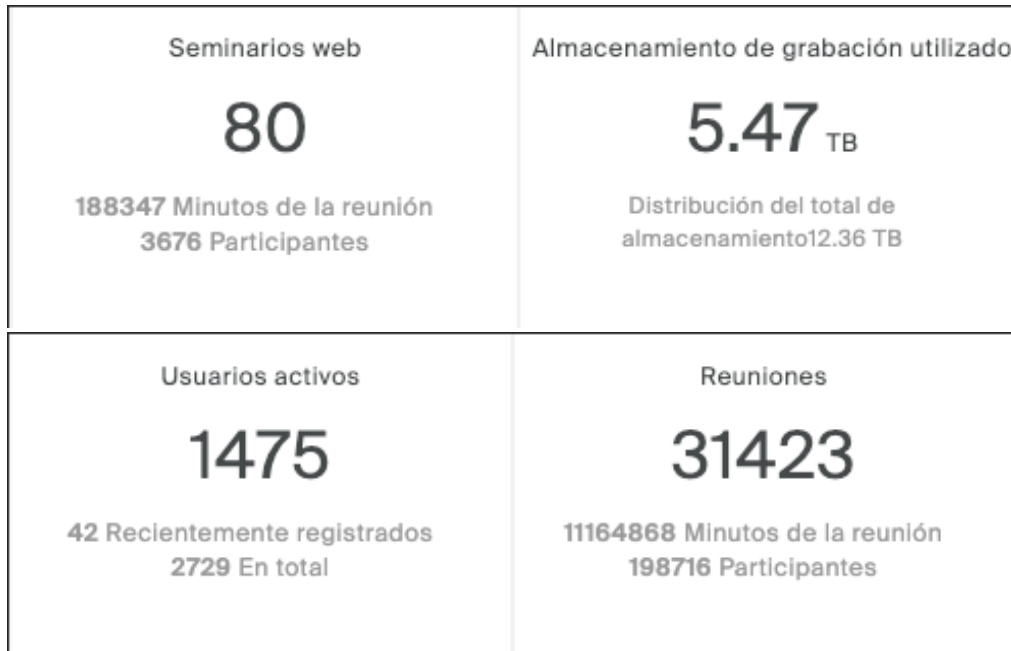 Seminarios web
80
188347 Minutos de la reunión
3676 Participantes
Almacenamiento de grabación utilizado
5.47 TB
Distribución del total de
almacenamiento12.36 TB
Usuarios activos
1475
42 Recientemente registrados
2729 En total
Reuniones
31423
11164868 Minutos de la reunión
198716 Participantes